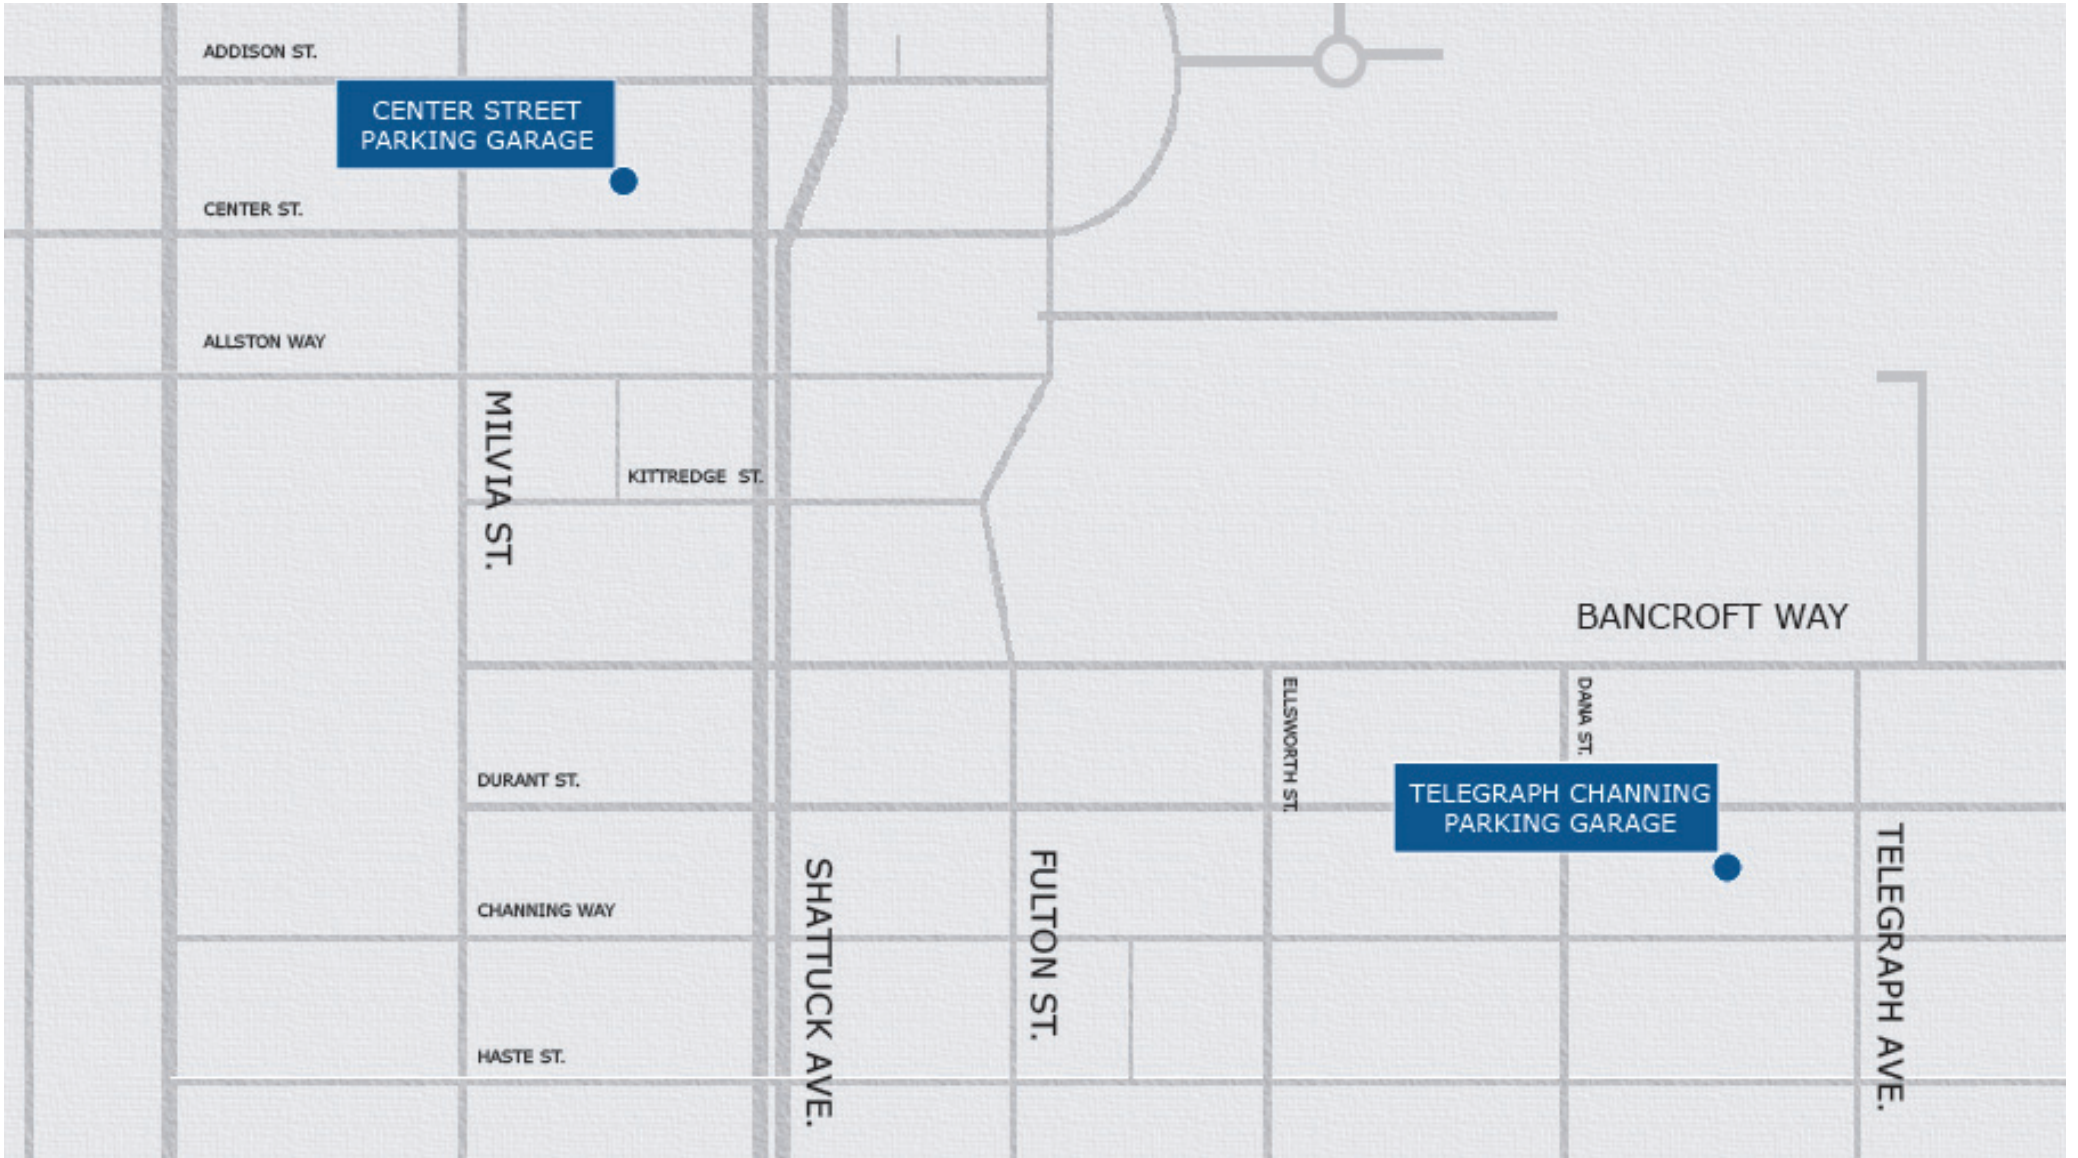 ADDISON ST.
CENTER STREET
PARKING GARAGE
CENTER ST.
ALLSTON WAY
MILVIA ST.
KITTREDGE ST.
BANCROFT WAY
ELLSWORTH ST.
DANA ST.
DURANT ST.
TELEGRAPH CHANNING
PARKING GARAGE
TELEGRAPH AVE.
FULTON ST.
SHATTUCK AVE.
CHANNING WAY
HASTE ST.